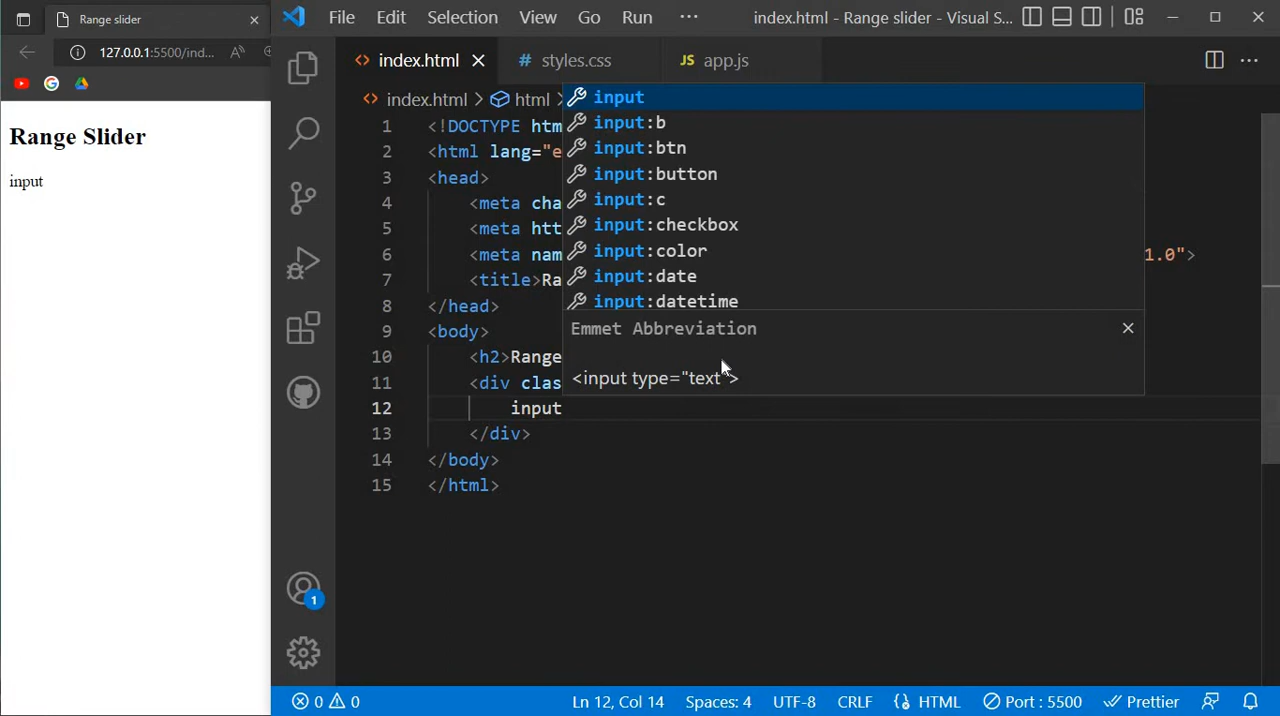 Range slider
127.0.0.1:5500/ind...
Range Slider
input
File Edit Selection View Go Run ... index.html - Range slider - Visual S...
index.html styles.css JS app.js
index.html > html >
1 <!DOCTYPE htm
2 <html lang="e
3 <head>
4 <meta cha
5 <meta htt
6 <meta nam 1.0">
7 <title>Ra
8 </head>
9 <body>
10 <h2>Range
11 <div clas
12 input
13 </div>
14 </body>
15 </html>
input
input:b
input:btn
input:button
input:c
input:checkbox
input:color
input:date
input:datetime
Emmet Abbreviation
<input type="text">
1
0 0 Ln 12, Col 14 Spaces: 4 UTF-8 CRLF HTML Port : 5500 Prettier